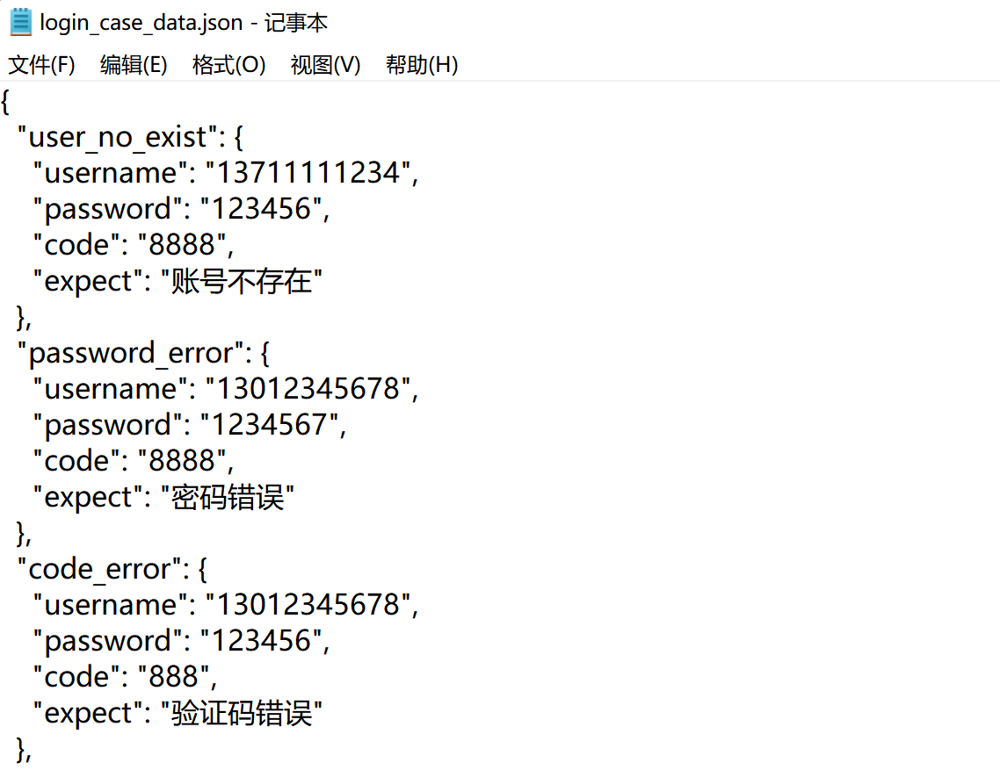 login_case_data.json - 记事本
文件(F) 编辑(E) 格式(O) 视图(V) 帮助(H)
{
  "user_no_exist": {
    "username": "13711111234",
    "password": "123456",
    "code": "8888",
    "expect": "账号不存在"
  },
  "password_error": {
    "username": "13012345678",
    "password": "1234567",
    "code": "8888",
    "expect": "密码错误"
  },
  "code_error": {
    "username": "13012345678",
    "password": "123456",
    "code": "888",
    "expect": "验证码错误"
  },